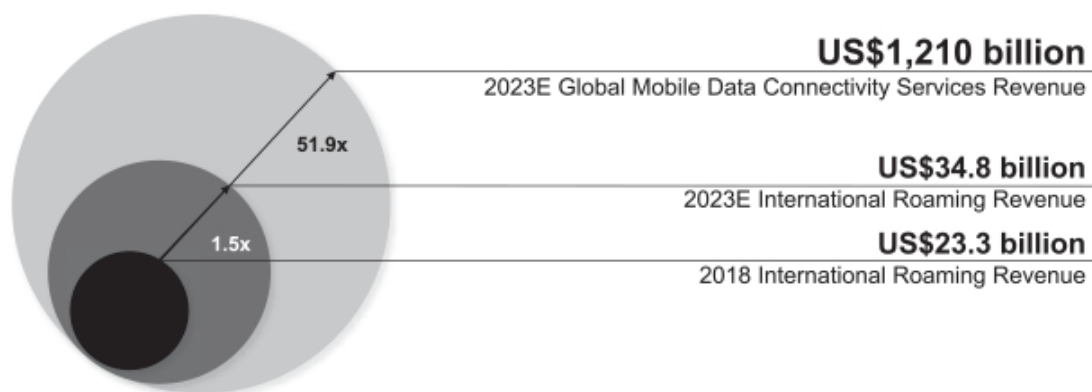 US$1,210 billion
2023E Global Mobile Data Connectivity Services Revenue
51.9x
US$34.8 billion
2023E International Roaming Revenue
1.5x
US$23.3 billion
2018 International Roaming Revenue